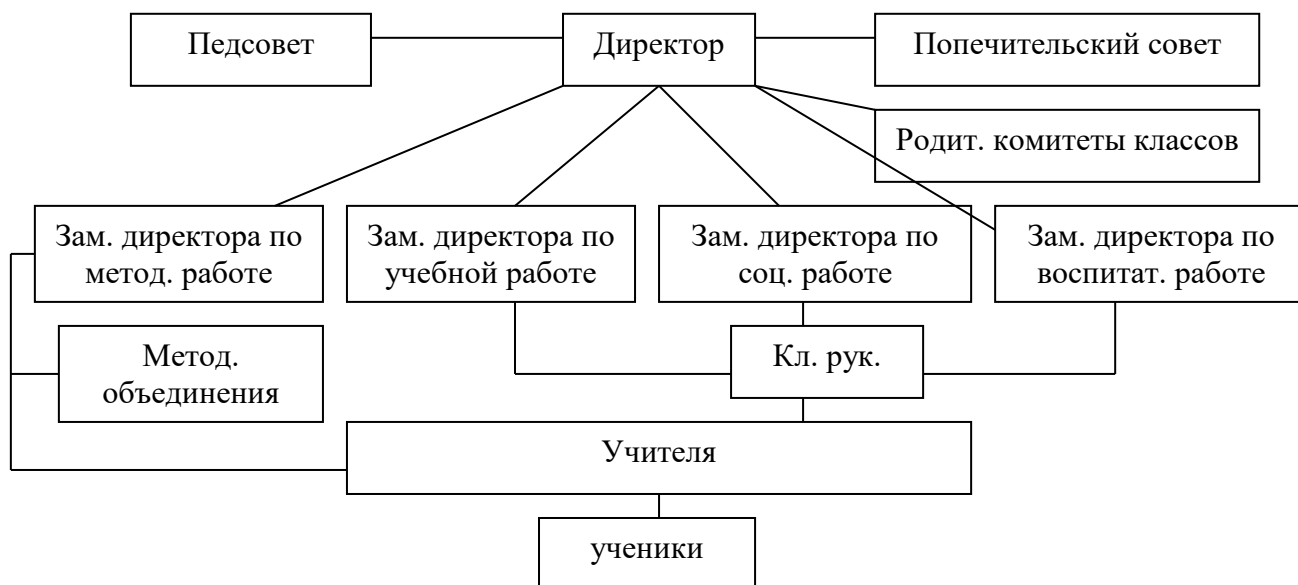 Педсовет
Директор
Попечительский совет
Родит. комитеты классов
Зам. директора по
метод. работе
Зам. директора по
учебной работе
Зам. директора по
соц. работе
Зам. директора по
воспитат. работе
Метод.
объединения
Кл. рук.
Учителя
ученики